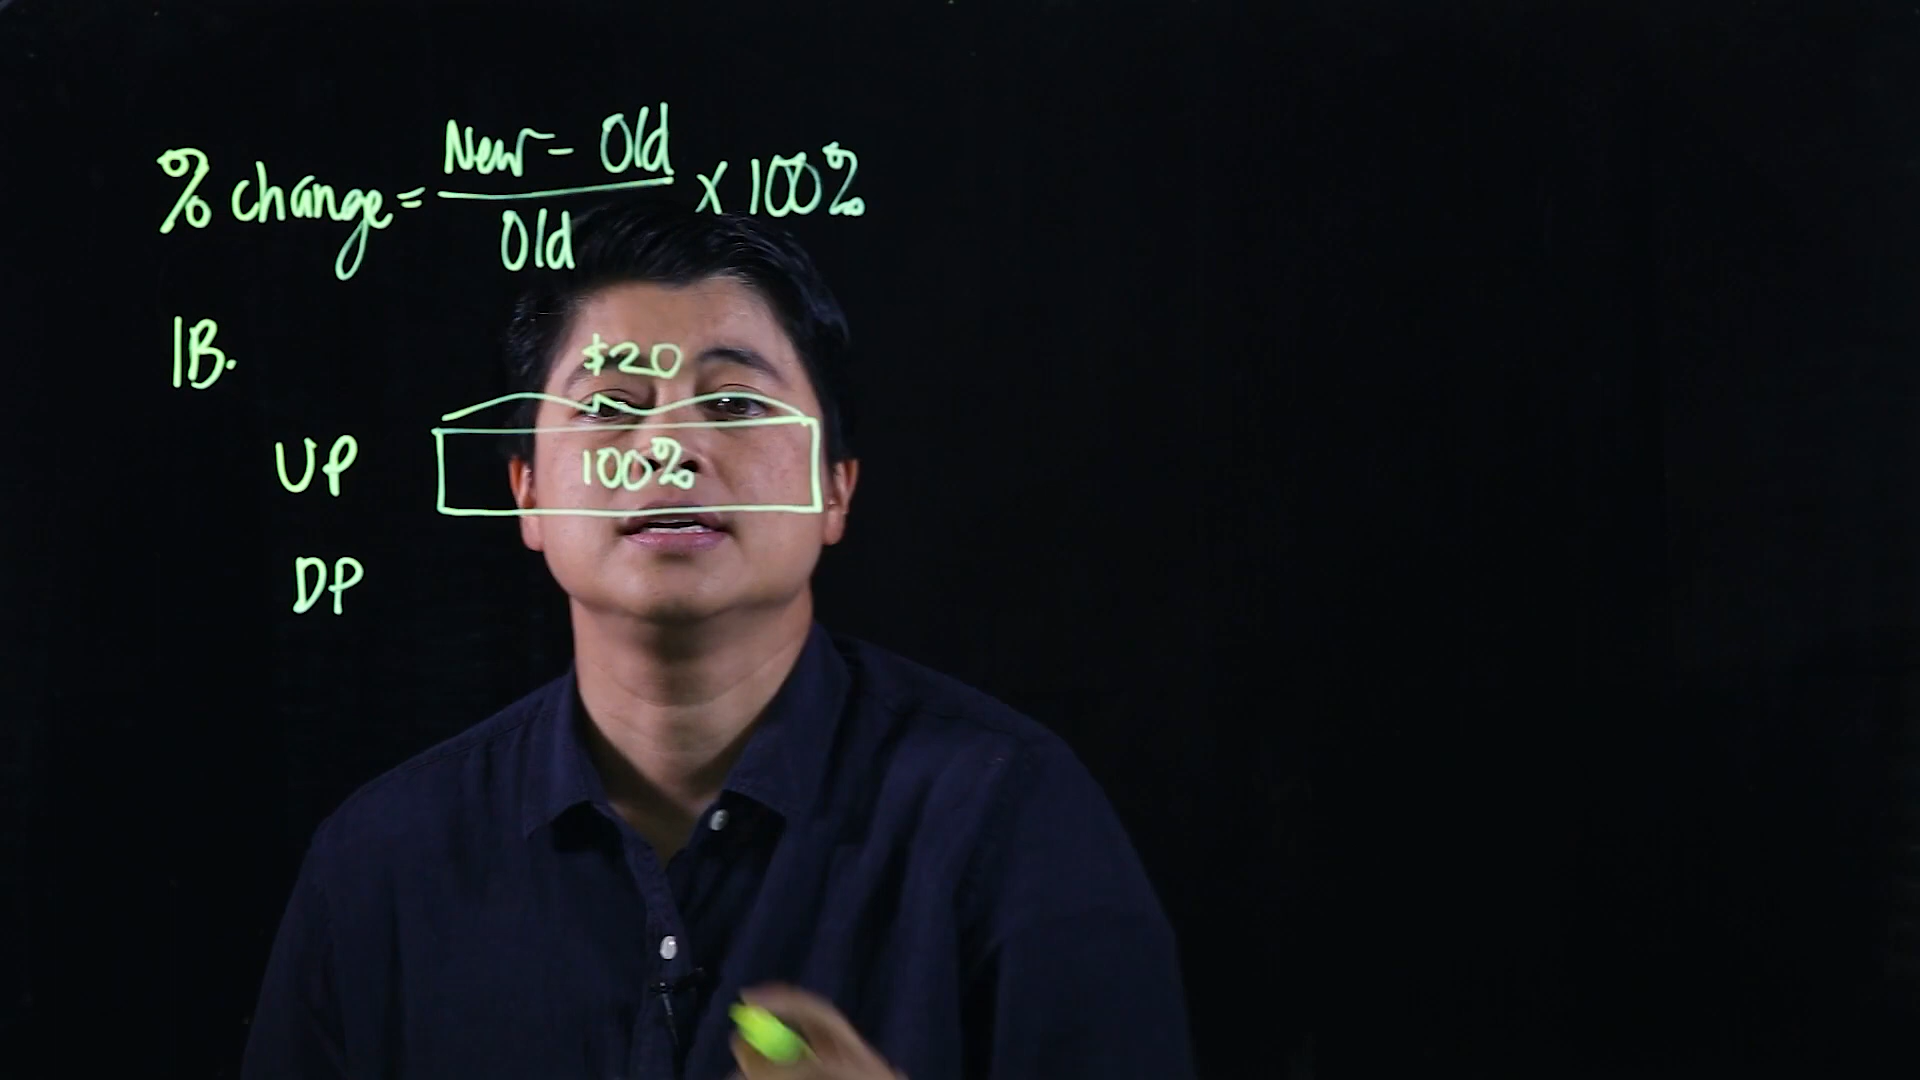 % change = New - Old / Old x 100%
1B.
$20
UP 100%
DP